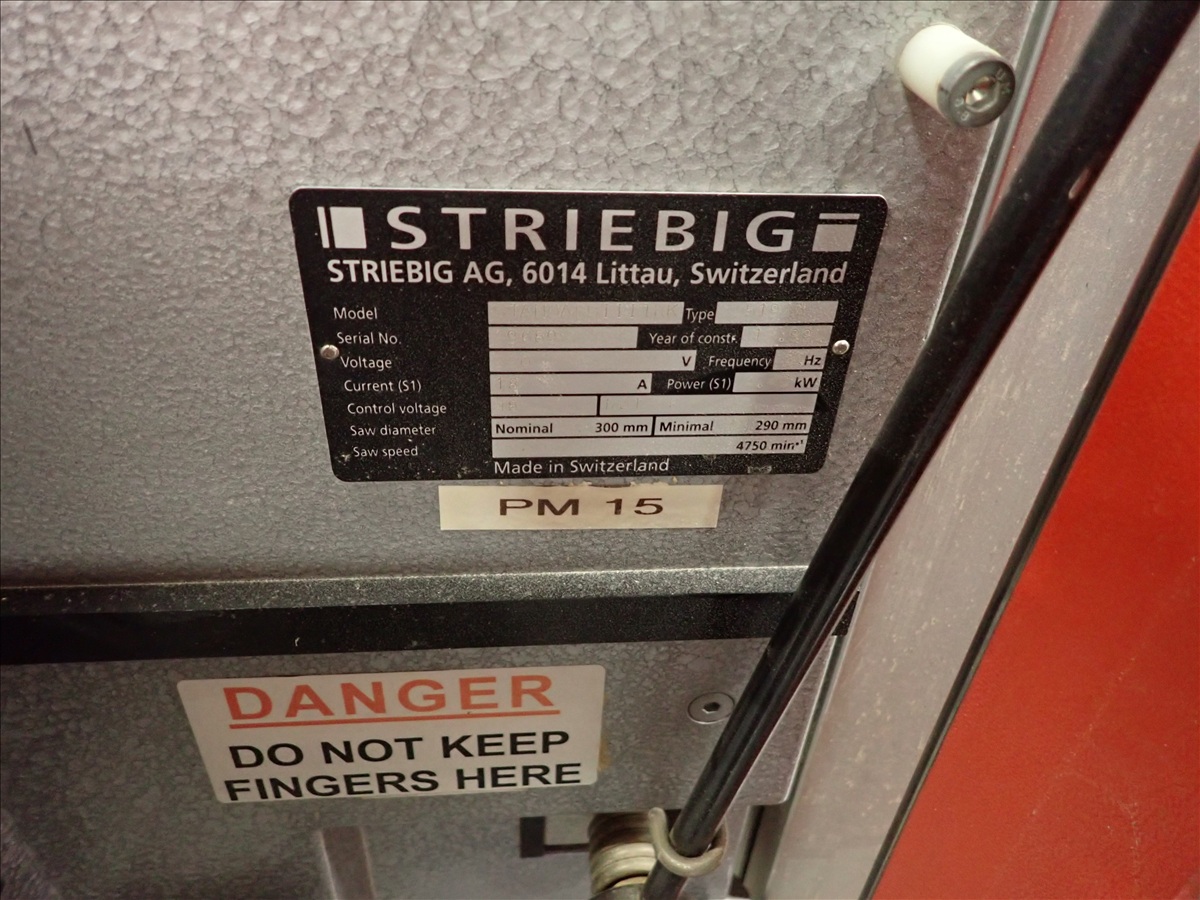 STRIEBIG
STRIEBIG AG, 6014 Littau, Switzerland
Model Type
Serial No. Year of constr.
Voltage V Frequency Hz
Current (S1) A Power (S1) kW
Control voltage
Saw diameter Nominal 300 mm Minimal 290 mm
Saw speed 4750 min⁻¹
Made in Switzerland
PM 15
DANGER
DO NOT KEEP
FINGERS HERE